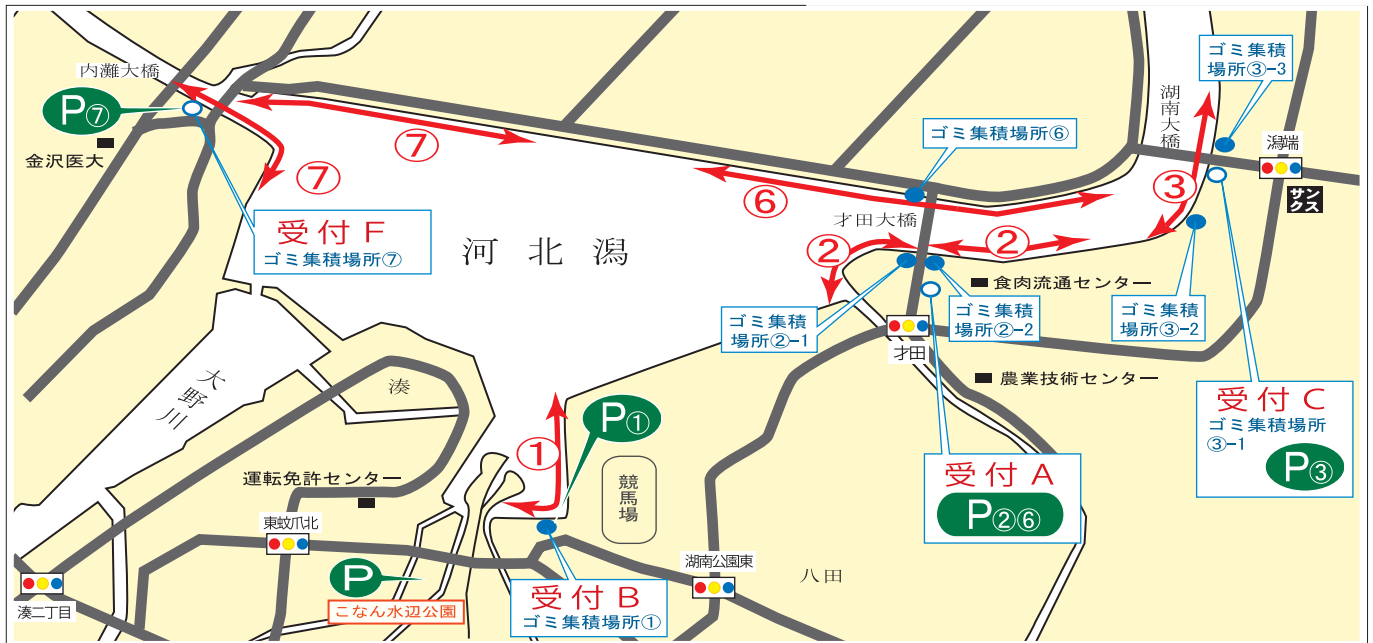 内灘大橋
P⑦
金沢医大
⑦
⑦
受付F
ゴミ集積場所⑦
河北潟
ゴミ集積場所⑥
⑥
才田大橋
②
②
③
湖南大橋
ゴミ集積
場所③-3
潟端
サン
クス
食肉流通センター
ゴミ集積
場所②-1
ゴミ集積
場所②-2
ゴミ集積
場所③-2
才田
農業技術センター
受付C
ゴミ集積場所
③-1
P③
受付A
P②⑥
大野川
湊
P①
①
競馬場
運転免許センター
東蚊爪北
湊二丁目
P
こなん水辺公園
受付B
ゴミ集積場所①
湖南公園東
八田